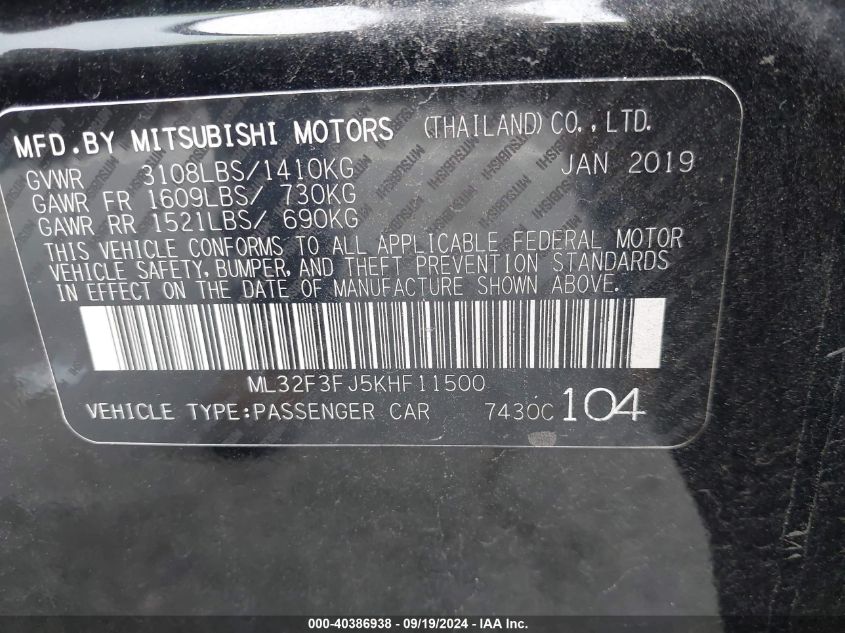 MFD.BY MITSUBISHI MOTORS (THAILAND) CO.,LTD.
GVWR 3108LBS/1410KG JAN 2019
GAWR FR 1609LBS/ 730KG
GAWR RR 1521LBS/ 690KG
THIS VEHICLE CONFORMS TO ALL APPLICABLE FEDERAL MOTOR
VEHICLE SAFETY, BUMPER, AND THEFT PREVENTION STANDARDS
IN EFFECT ON THE DATE OF MANUFACTURE SHOWN ABOVE.
ML32F3FJ5KHF11500
VEHICLE TYPE:PASSENGER CAR 7430C 104
000-40386938 - 09/19/2024 - IAA Inc.